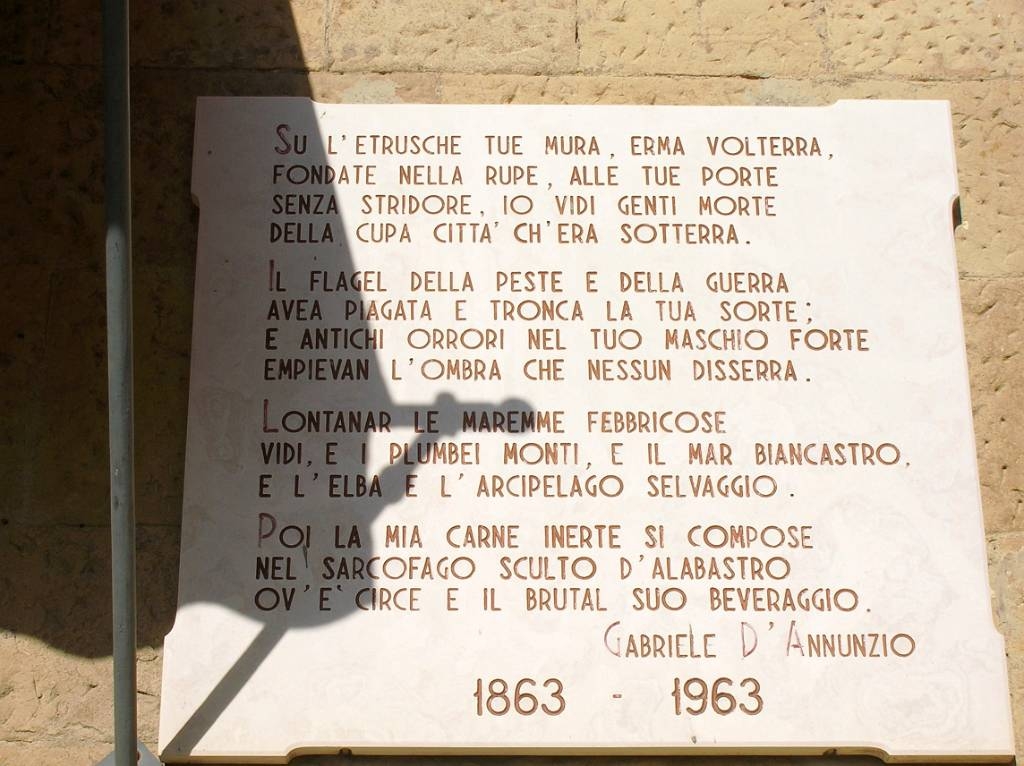 SU L'ETRUSCHE TUE MURA, ERMA VOLTERRA,
FONDATE NELLA RUPE, ALLE TUE PORTE
SENZA STRIDORE, IO VIDI GENTI MORTE
DELLA CUPA CITTA' CH'ERA SOTTERRA.
IL FLAGEL DELLA PESTE E DELLA GUERRA
AVEA PIAGATA E TRONCA LA TUA SORTE;
E ANTICHI ORRORI NEL TUO MASCHIO FORTE
EMPIEVAN L'OMBRA CHE NESSUN DISSERRA.
LONTANAR LE MAREMME FEBBRICOSE
VIDI, E I PLUMBEI MONTI, E IL MAR BIANCASTRO,
E L'ELBA E L'ARCIPELAGO SELVAGGIO.
POI LA MIA CARNE INERTE SI COMPOSE
NEL SARCOFAGO SCULTO D'ALABASTRO
OV'E' CIRCE E IL BRUTAL SUO BEVERAGGIO.
GABRIELE D'ANNUNZIO
1863 - 1963